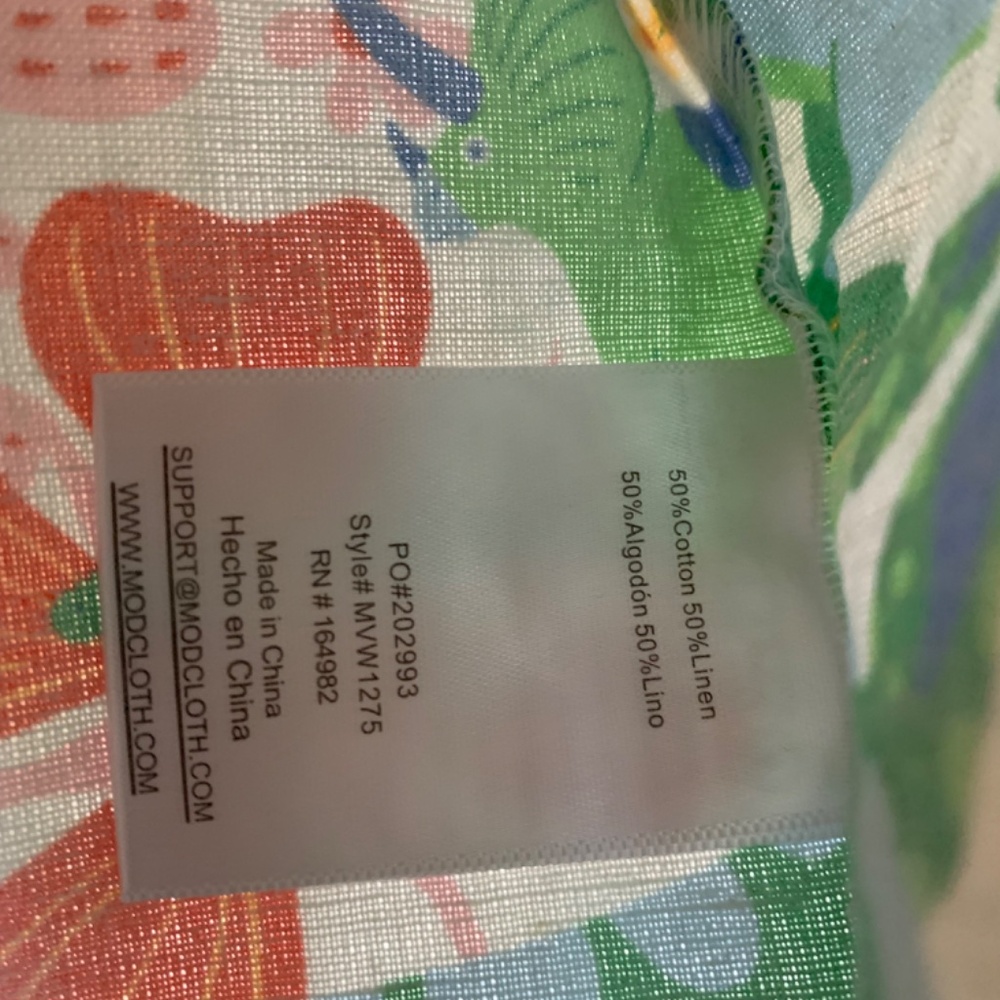 50%Cotton 50%Linen
50%Algodón 50%Lino
PO#202993
Style# MVW1275
RN # 164982
Made in China
Hecho en China
SUPPORT@MODCLOTH.COM
WWW.MODCLOTH.COM